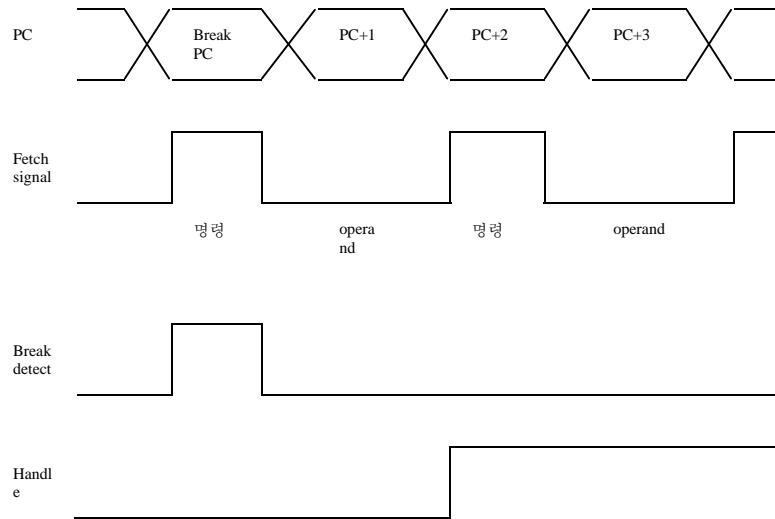 PC
Break
PC
PC+1
PC+2
PC+3
Fetch
signal
명령
opera
nd
명령
operand
Break
detect
Handl
e